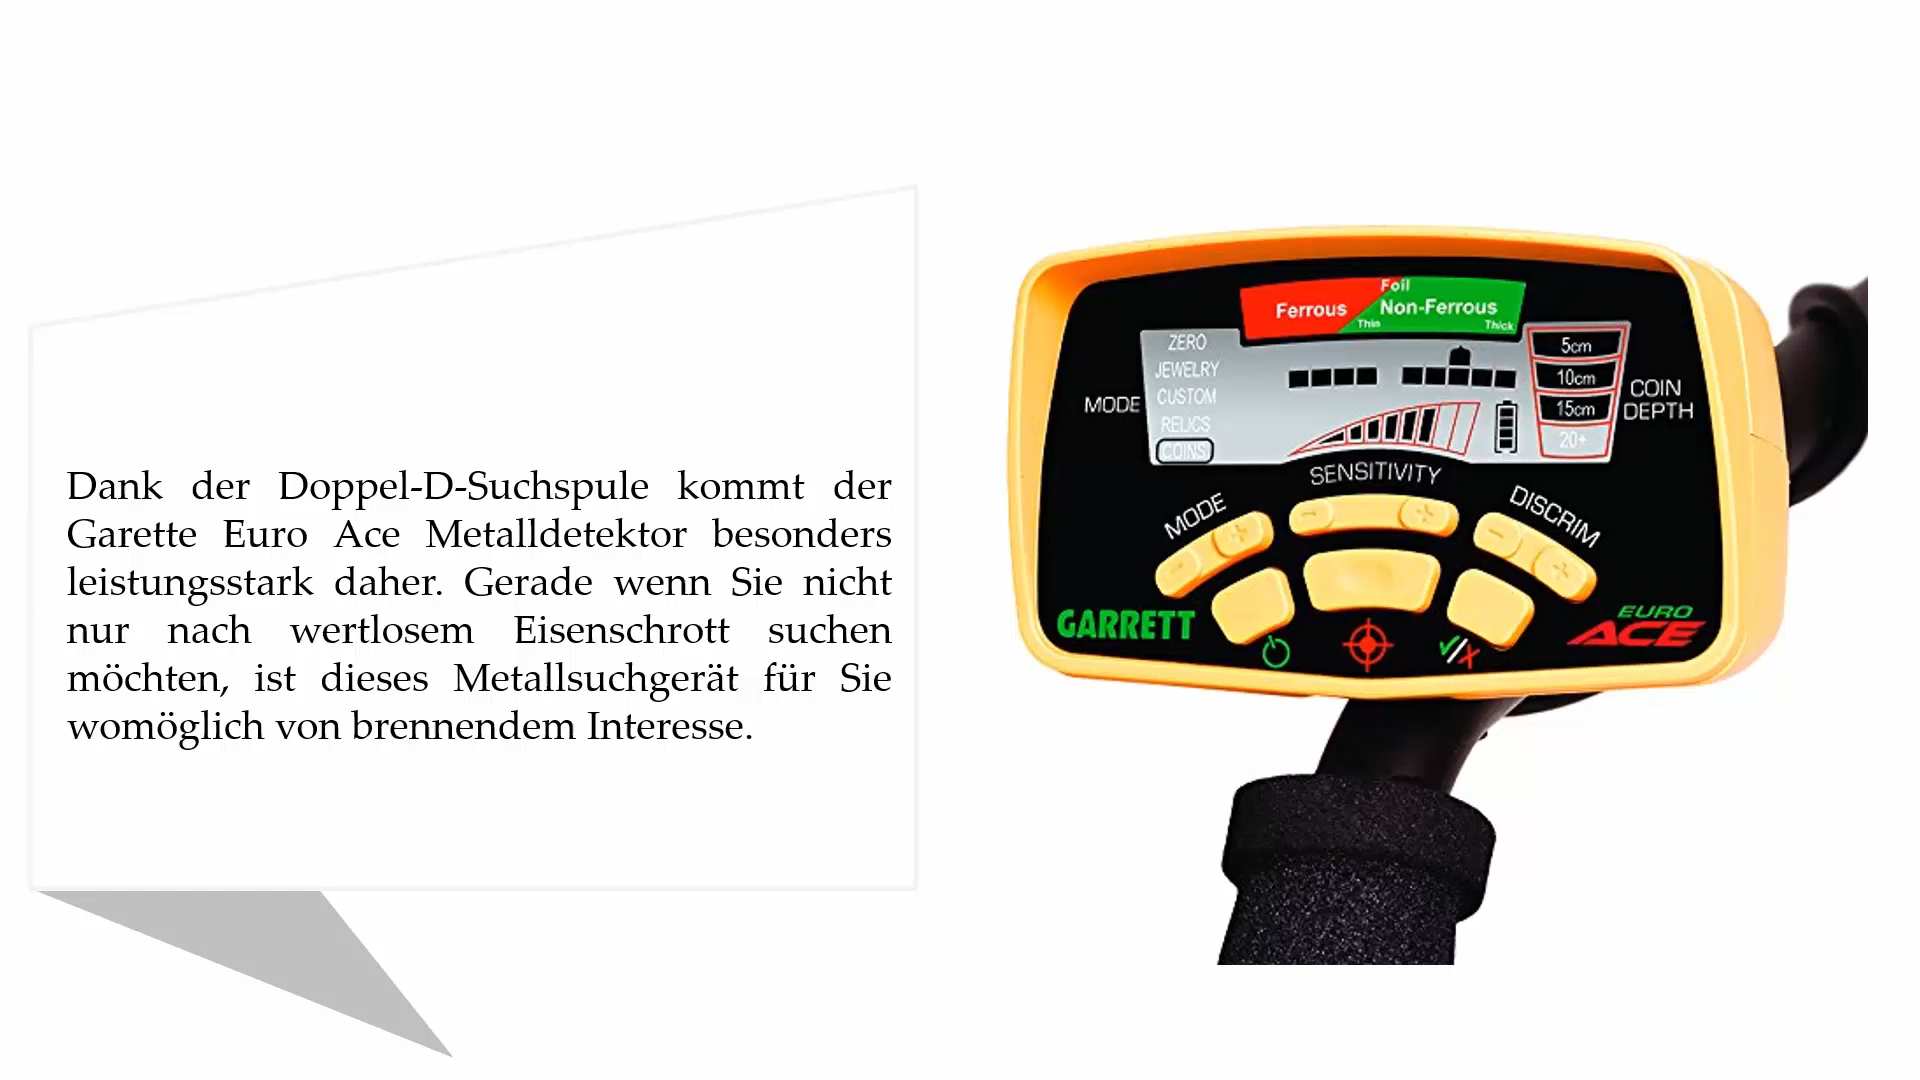 Dank der Doppel-D-Suchspule kommt der
Garette Euro Ace Metalldetektor besonders
leistungsstark daher. Gerade wenn Sie nicht
nur nach wertlosem Eisenschrott suchen
möchten, ist dieses Metallsuchgerät für Sie
womöglich von brennendem Interesse.
Foil
Ferrous Non-Ferrous
Thin Thick
ZERO
JEWELRY
CUSTOM
RELICS
COINS
MODE
5cm
10cm
15cm
20+
COIN
DEPTH
SENSITIVITY
MODE
DISCRIM
GARRETT
EURO
ACE